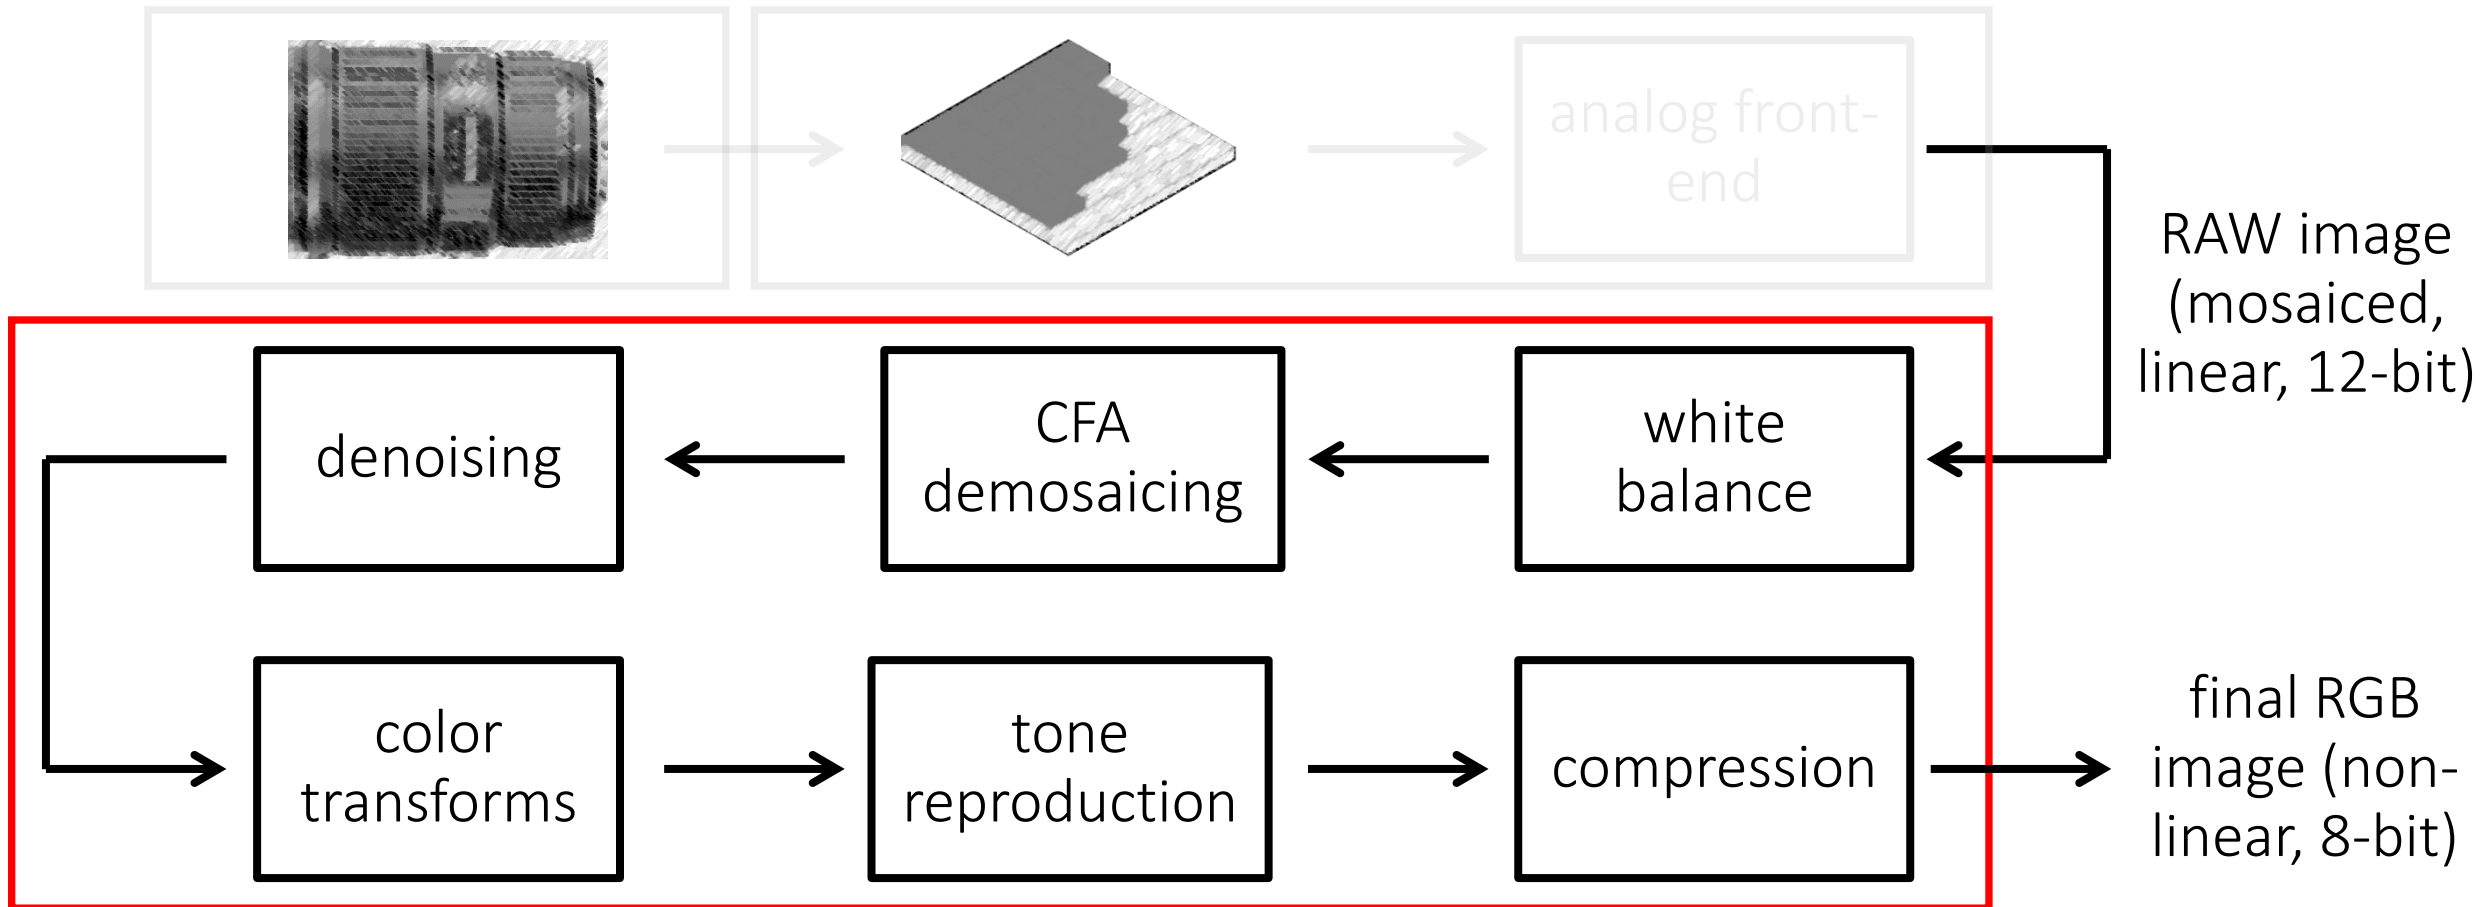 analog front-
end
RAW image
(mosaiced,
linear, 12-bit)
white
balance
CFA
demosaicing
denoising
color
transforms
tone
reproduction
compression
final RGB
image (non-
linear, 8-bit)